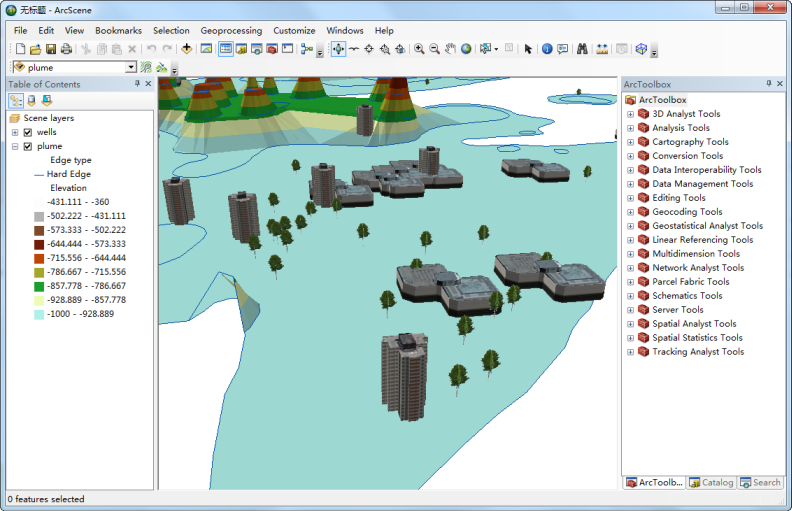 无标题 - ArcScene
File Edit View Bookmarks Geoprocessing Customize Windows Help
plume
Table of Contents
Scene layers
wells
plume
Edge type
Hard Edge
Elevation
-431.111 - -360
-502.222 - -431.111
-573.333 - -502.222
-644.444 - -573.333
-715.556 - -644.444
-786.667 - -715.556
-857.778 - -786.667
-928.889 - -857.778
-1000 - -928.889
ArcToolbox
ArcToolbox
3D Analyst Tools
Analysis Tools
Cartography Tools
Conversion Tools
Data Interoperability Tools
Data Management Tools
Editing Tools
Geocoding Tools
Geostatistical Analyst Tools
Linear Referencing Tools
Multidimension Tools
Network Analyst Tools
Parcel Fabric Tools
Schematics Tools
Server Tools
Spatial Analyst Tools
Spatial Statistics Tools
Tracking Analyst Tools
ArcToolb... Catalog Search
0 features selected